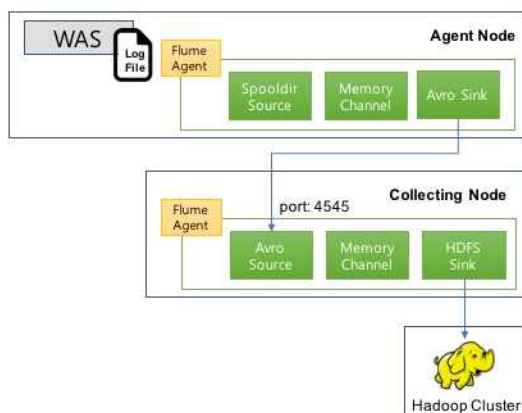 WAS
Log
File
Flume
Agent
Agent Node
Spooldir
Source
Memory
Channel
Avro Sink
Collecting Node
Flume
Agent
port: 4545
Avro
Source
Memory
Channel
HDFS
Sink
Hadoop Cluster